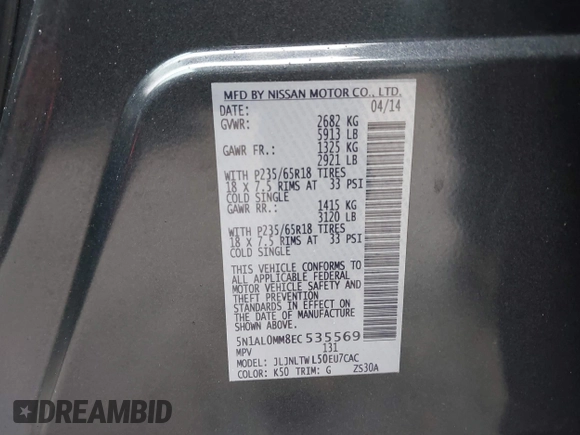 MFD BY NISSAN MOTOR CO., LTD.
DATE: 04/14
GVWR: 2682 KG
5913 LB
GAWR FR.: 1325 KG
2921 LB
WITH P235/65R18 TIRES
18 X 7.5 RIMS AT 33 PSI
COLD SINGLE
GAWR RR.: 1415 KG
3120 LB
WITH P235/65R18 TIRES
18 X 7.5 RIMS AT 33 PSI
COLD SINGLE
THIS VEHICLE CONFORMS TO
ALL APPLICABLE FEDERAL
MOTOR VEHICLE SAFETY AND
THEFT PREVENTION
STANDARDS IN EFFECT ON
THE DATE OF MANUFACTURE
SHOWN ABOVE.
5N1AL0MM8EC535569
MPV 131
MODEL: JLJNLTWL50EU7CAC
COLOR: K50 TRIM: G ZS30A
DREAMBID